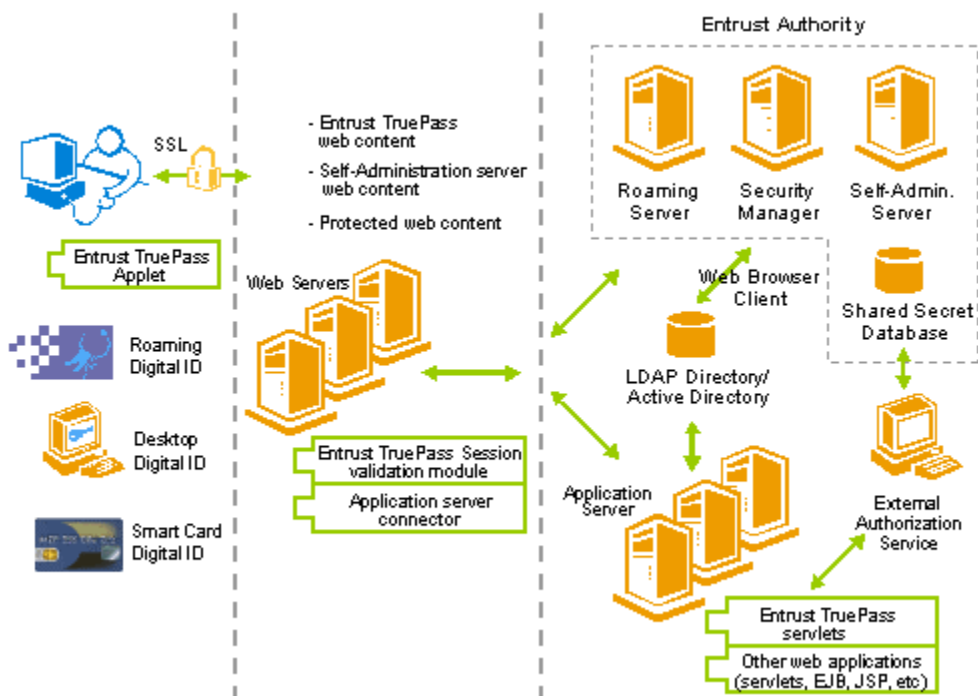 Entrust Authority
SSL
- Entrust TruePass
web content
- Self-Administration server
web content
- Protected web content
Roaming
Server
Security
Manager
Self-Admin.
Server
Entrust TruePass
Applet
Web Servers
Web Browser
Client
Shared Secret
Database
Roaming
Digital ID
LDAP Directory/
Active Directory
Desktop
Digital ID
Entrust TruePass Session
validation module
Application server
connector
Application
Server
External
Authorization
Service
Smart Card
Digital ID
Entrust TruePass
servlets
Other web applications
(servlets, EJB, JSP, etc)